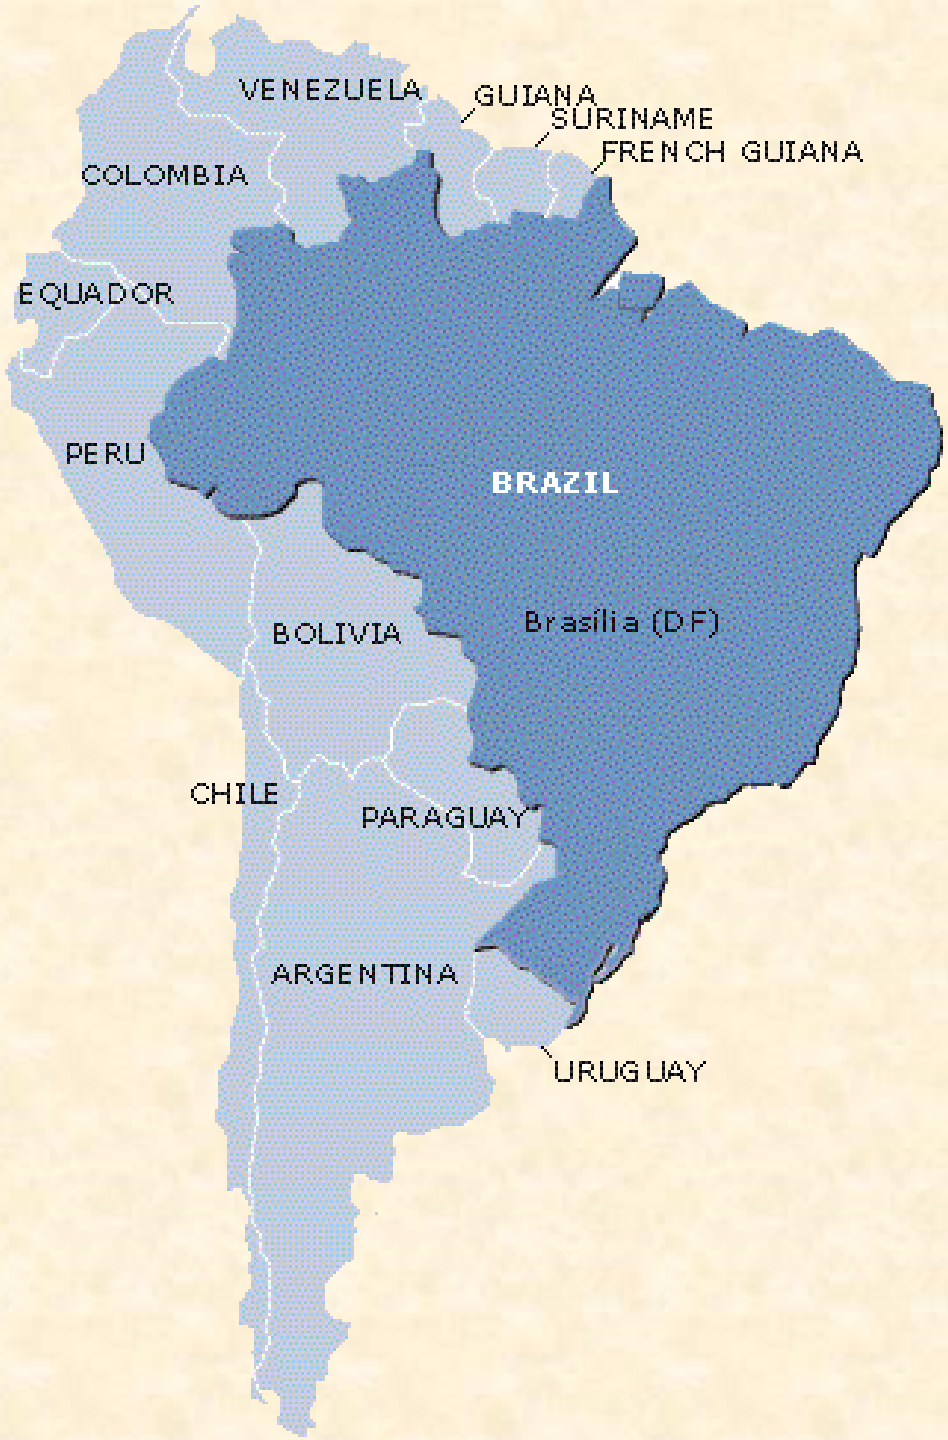 VENEZUELA
GUIANA
SURINAME
FRENCH GUIANA
COLOMBIA
EQUADOR
PERU
BRAZIL
Brasília (DF)
BOLIVIA
CHILE
PARAGUAY
ARGENTINA
URUGUAY